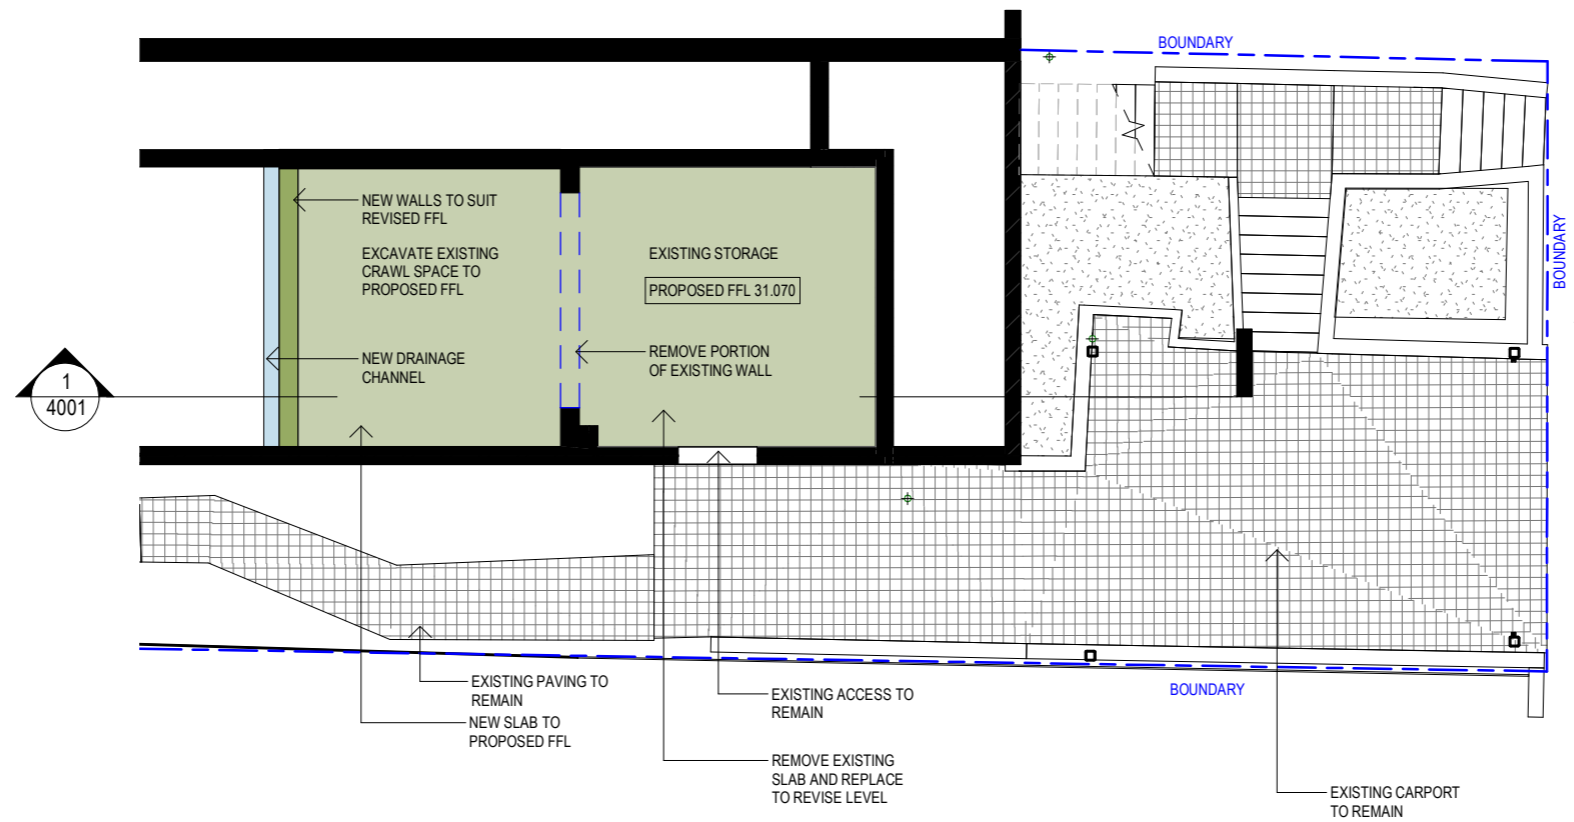 BOUNDARY
NEW WALLS TO SUIT
REVISED FFL
EXCAVATE EXISTING
CRAWL SPACE TO
PROPOSED FFL
EXISTING STORAGE
PROPOSED FFL 31.070
BOUNDARY
NEW DRAINAGE
CHANNEL
REMOVE PORTION
OF EXISTING WALL
1
4001
EXISTING PAVING TO
REMAIN
NEW SLAB TO
PROPOSED FFL
EXISTING ACCESS TO
REMAIN
BOUNDARY
REMOVE EXISTING
SLAB AND REPLACE
TO REVISE LEVEL
EXISTING CARPORT
TO REMAIN